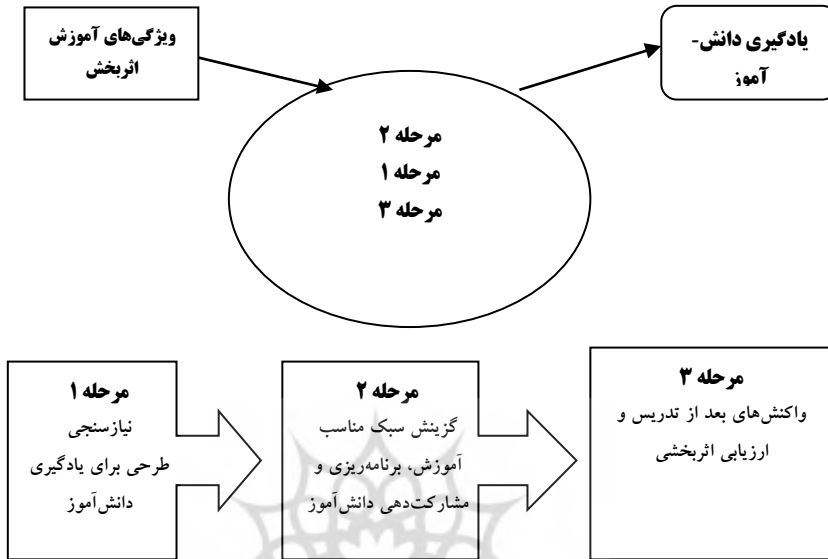 ویژگی‌های آموزش
اثربخش
یادگیری دانش-
آموز
مرحله ۲
مرحله ۱
مرحله ۳
مرحله ۱
نیازسنجی
طرحی برای یادگیری
دانش‌آموز
مرحله ۲
گزینش سبک مناسب
آموزش، برنامه‌ریزی و
مشارکت‌دهی دانش‌آموز
مرحله ۳
واکنش‌های بعد از تدریس و
ارزیابی اثربخشی